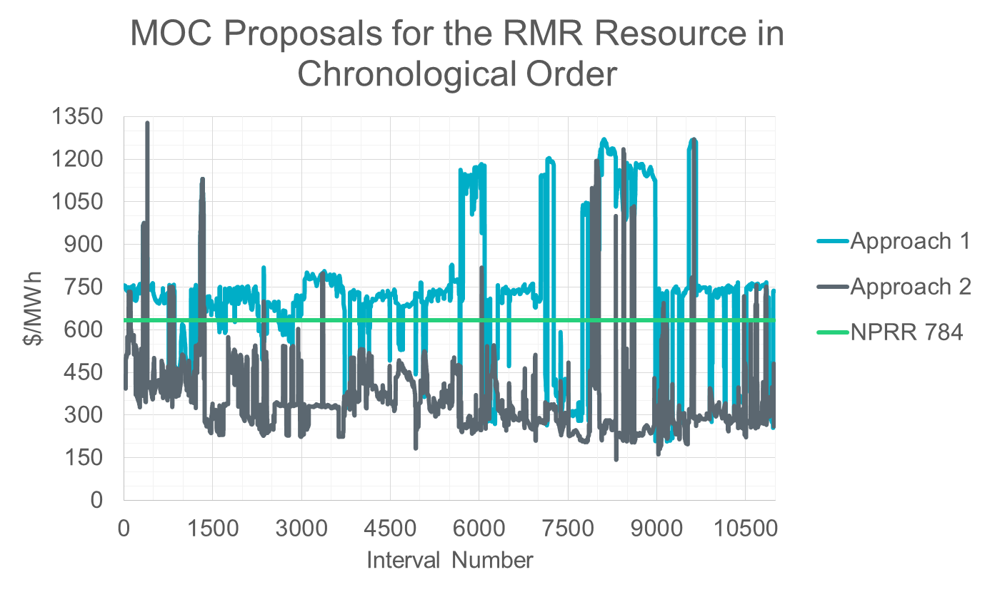 MOC Proposals for the RMR Resource in
Chronological Order
1350
1200
1050
900
750
600
450
300
150
0
$/MWh
0 1500 3000 4500 6000 7500 9000 10500
Interval Number
Approach 1
Approach 2
NPRR 784